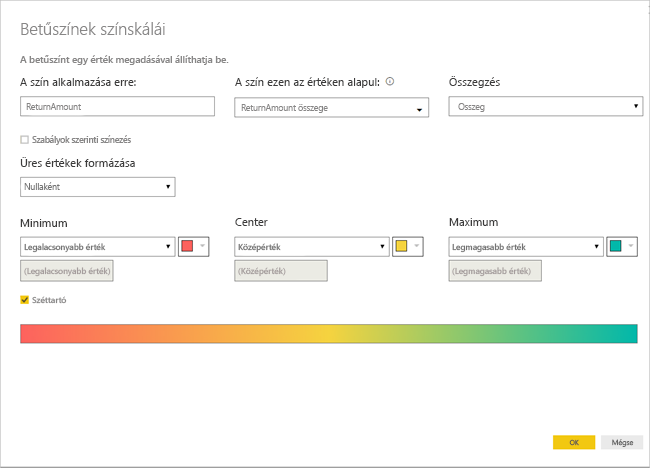 Betűszínek színskálái
A betűszínt egy érték megadásával állíthatja be.
A szín alkalmazása erre: A szín ezen az értéken alapul: Összegzés
ReturnAmount ReturnAmount összege Összeg
Szabályok szerinti színezés
Üres értékek formázása
Nullaként
Minimum Center Maximum
Legalacsonyabb érték Középérték Legmagasabb érték
(Legalacsonyabb érték) (Középérték) (Legmagasabb érték)
Széttartó
OK Mégse